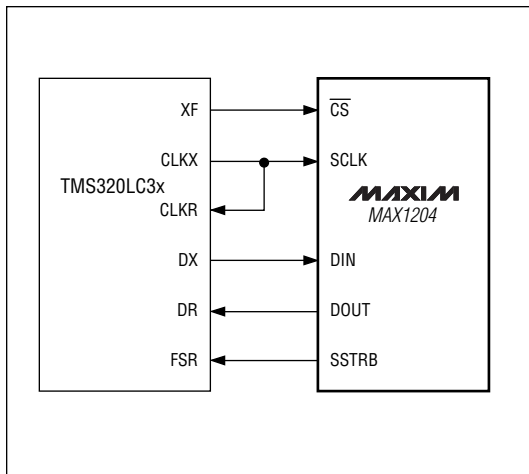 XF
CS
CLKX
SCLK
TMS320LC3x
MAXIM
CLKR
MAX1204
DX
DIN
DR
DOUT
FSR
SSTRB